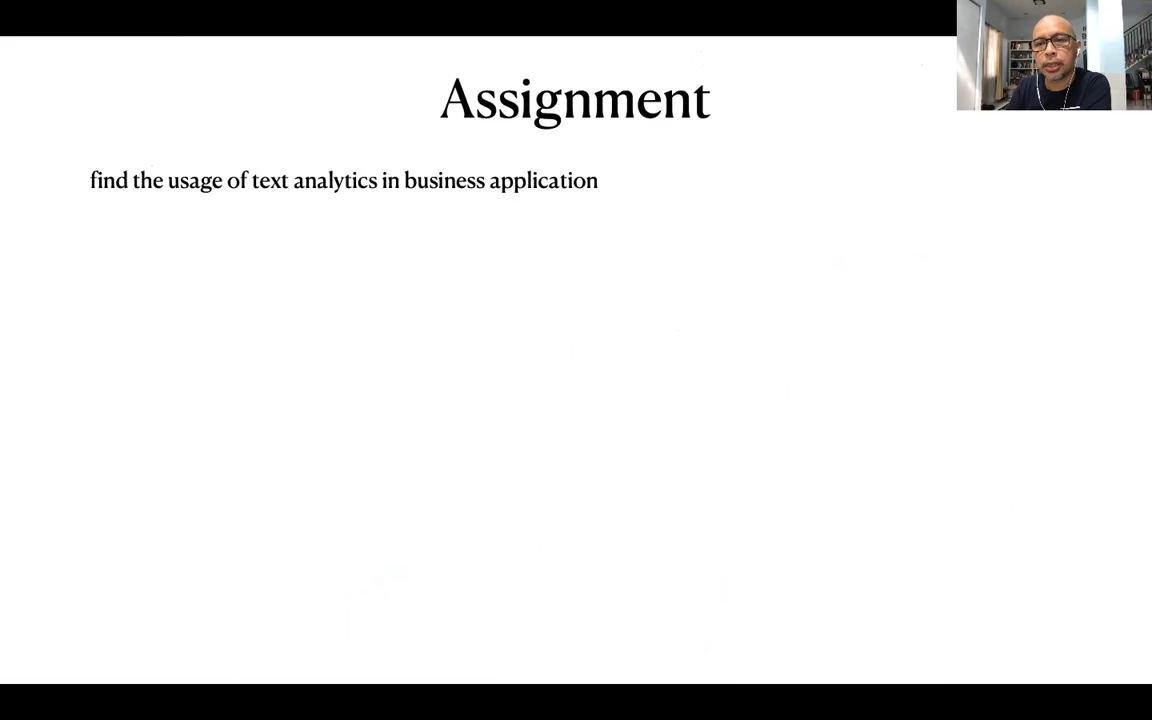 Assignment
find the usage of text analytics in business application